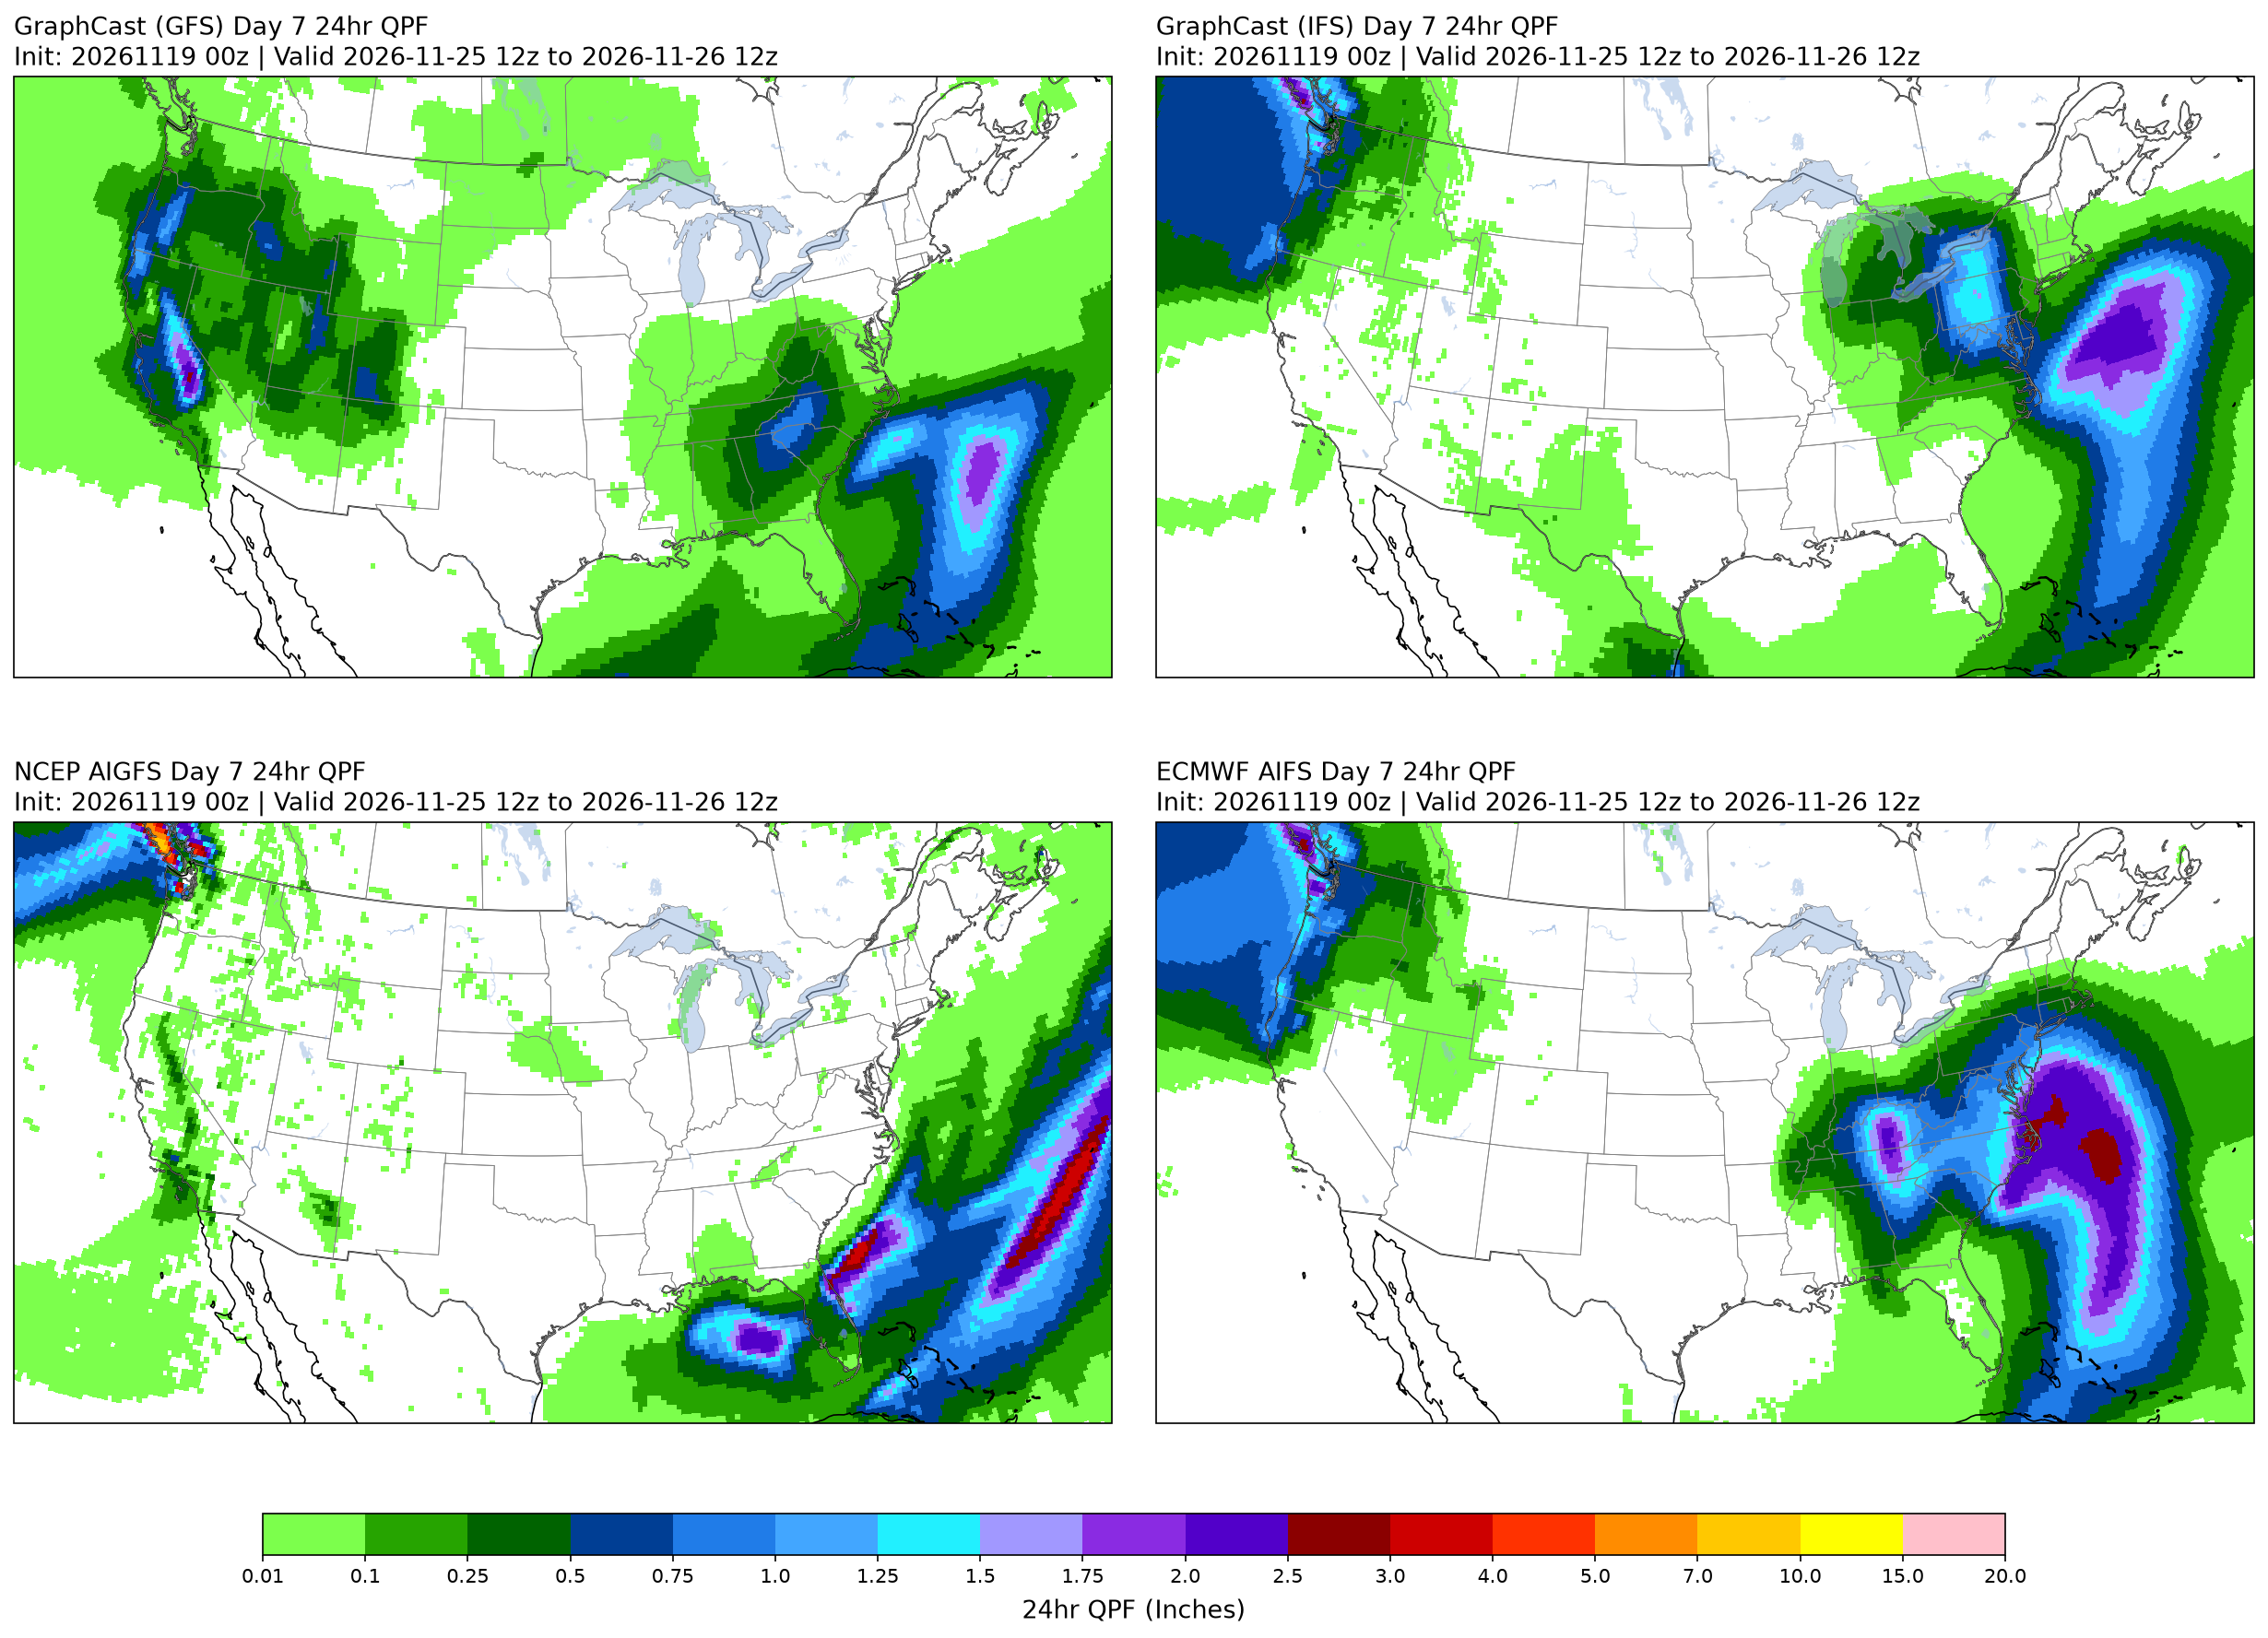 GraphCast (GFS) Day 7 24hr QPF
Init: 20261119 00z | Valid 2026-11-25 12z to 2026-11-26 12z
GraphCast (IFS) Day 7 24hr QPF
Init: 20261119 00z | Valid 2026-11-25 12z to 2026-11-26 12z
NCEP AIGFS Day 7 24hr QPF
Init: 20261119 00z | Valid 2026-11-25 12z to 2026-11-26 12z
ECMWF AIFS Day 7 24hr QPF
Init: 20261119 00z | Valid 2026-11-25 12z to 2026-11-26 12z
0.01 0.1 0.25 0.5 0.75 1.0 1.25 1.5 1.75 2.0 2.5 3.0 4.0 5.0 7.0 10.0 15.0 20.0
24hr QPF (Inches)